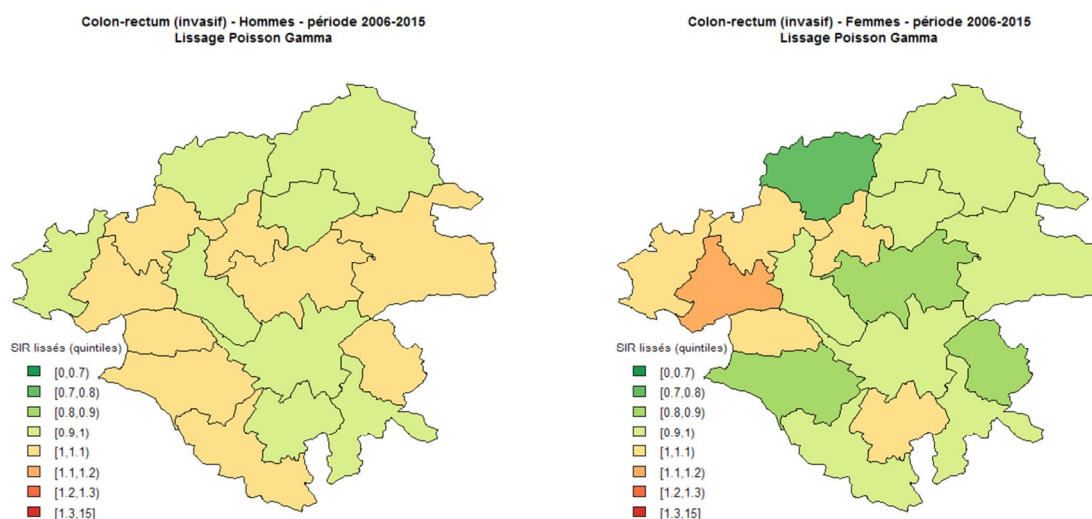 Colon-rectum (invasif) - Hommes - période 2006-2015
Lissage Poisson Gamma
SIR lissés (quintiles)
[0,0.7)
[0.7,0.8)
[0.8,0.9)
[0.9,1)
[1,1.1)
[1.1,1.2)
[1.2,1.3)
[1.3,15]
Colon-rectum (invasif) - Femmes - période 2006-2015
Lissage Poisson Gamma
SIR lissés (quintiles)
[0,0.7)
[0.7,0.8)
[0.8,0.9)
[0.9,1)
[1,1.1)
[1.1,1.2)
[1.2,1.3)
[1.3,15]